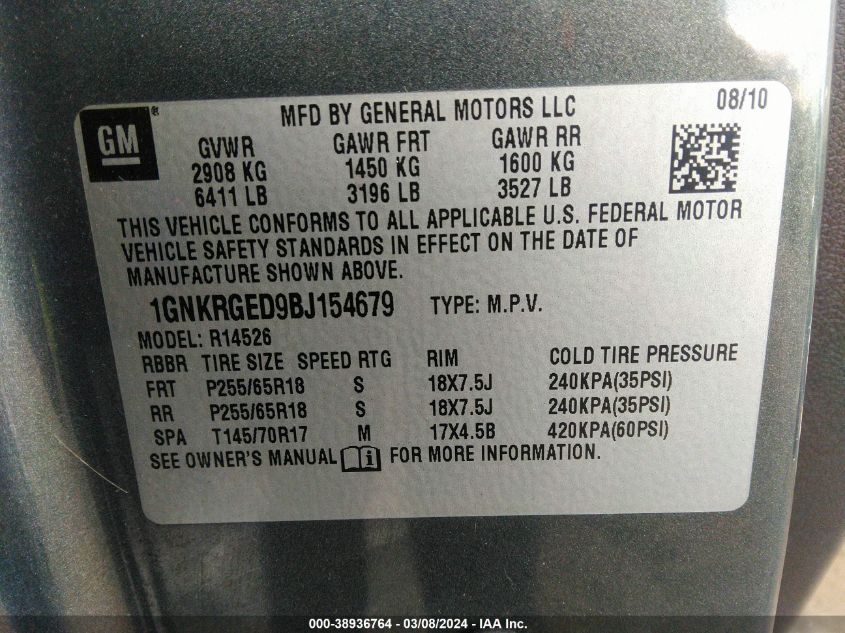 MFD BY GENERAL MOTORS LLC 08/10
GM®
GVWR GAWR FRT GAWR RR
2908 KG 1450 KG 1600 KG
6411 LB 3196 LB 3527 LB
THIS VEHICLE CONFORMS TO ALL APPLICABLE U.S. FEDERAL MOTOR
VEHICLE SAFETY STANDARDS IN EFFECT ON THE DATE OF
MANUFACTURE SHOWN ABOVE.
1GNKRGED9BJ154679 TYPE: M.P.V.
MODEL: R14526
RBBR TIRE SIZE SPEED RTG RIM COLD TIRE PRESSURE
FRT P255/65R18 S 18X7.5J 240KPA(35PSI)
RR P255/65R18 S 18X7.5J 240KPA(35PSI)
SPA T145/70R17 M 17X4.5B 420KPA(60PSI)
SEE OWNER'S MANUAL FOR MORE INFORMATION.
000-38936764 - 03/08/2024 - IAA Inc.